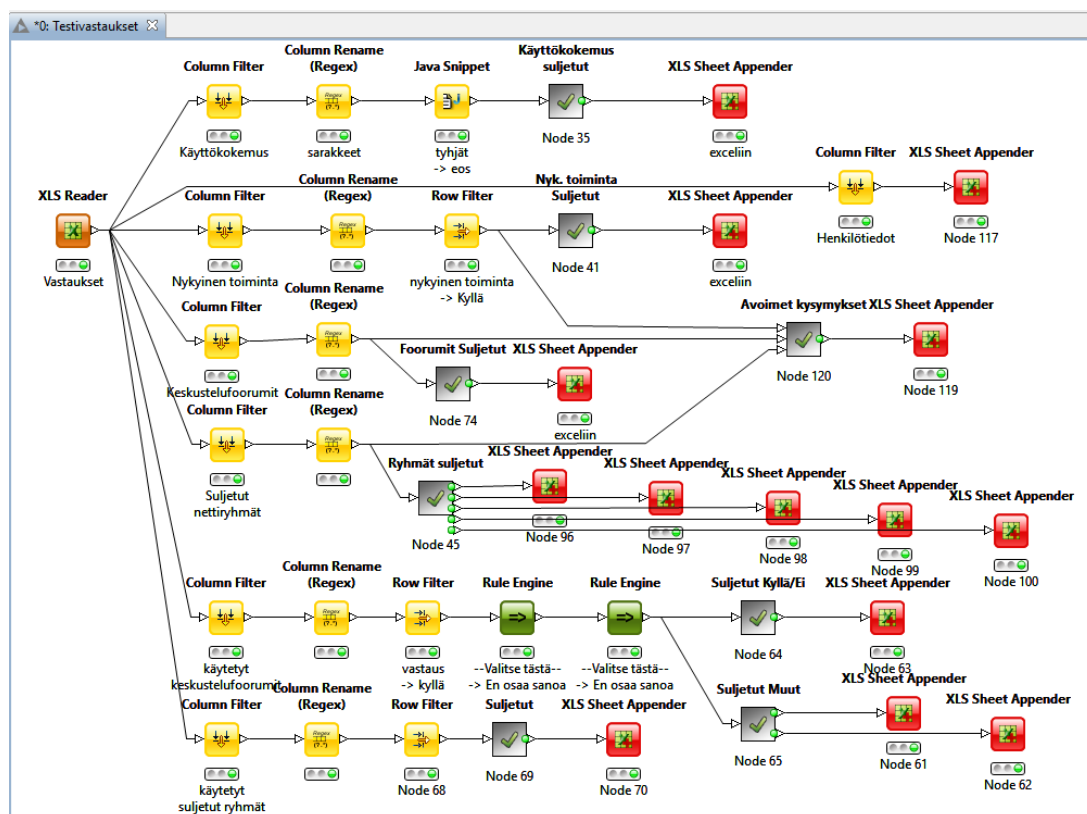 *0: Testivastaukset
Käyttökokemus
suljetut
Column Rename
(Regex)
Column Filter
Java Snippet
XLS Sheet Appender
Regex
(?.*)
Node 35
Käyttökokemus
sarakkeet
tyhjät
-> eos
exceliin
Column Filter
XLS Sheet Appender
Nyk. toiminta
Column Rename
(Regex)
XLS Reader
Column Filter
Row Filter
Suljetut
XLS Sheet Appender
Regex
(?.*)
Henkilötiedot
Node 117
Node 41
Vastaukset
Nykyinen toiminta
nykyinen toiminta
-> Kyllä
exceliin
Column Rename
(Regex)
Column Filter
Avoimet kysymykset
XLS Sheet Appender
Regex
(?.*)
Foorumit Suljetut
XLS Sheet Appender
Node 120
Node 119
Keskustelufoorumit
Column Rename
(Regex)
Column Filter
Node 74
exceliin
Regex
(?.*)
Suljetut
nettiryhmät
Ryhmät suljetut
XLS Sheet Appender
XLS Sheet Appender
XLS Sheet Appender
XLS Sheet Appender
XLS Sheet Appender
Node 45
Node 96
Node 97
Node 98
Node 99
Node 100
Column Filter
Column Rename
(Regex)
Row Filter
Rule Engine
Rule Engine
Suljetut Kyllä/Ei
XLS Sheet Appender
Regex
(?.*)
käytetyt
keskustelufoorumit
vastaus
-> kyllä
--Valitse tästä--
-> En osaa sanoa
--Valitse tästä--
-> En osaa sanoa
Node 64
Node 63
Column Filter
Column Rename
(Regex)
Row Filter
Suljetut
XLS Sheet Appender
Suljetut Muut
XLS Sheet Appender
XLS Sheet Appender
Regex
(?.*)
käytetyt
suljetut ryhmät
Node 68
Node 69
Node 70
Node 65
Node 61
Node 62